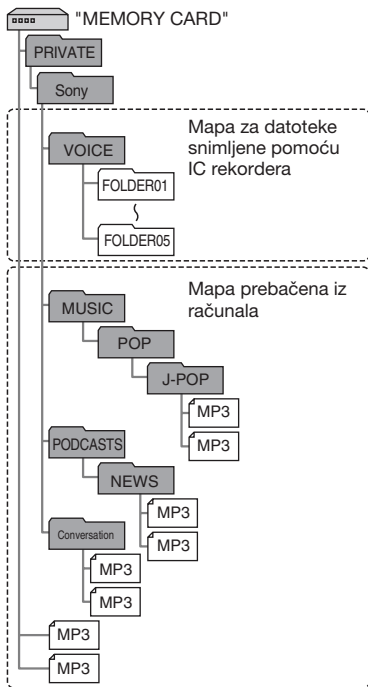 "MEMORY CARD"
PRIVATE
Sony
VOICE
Mapa za datoteke
snimljene pomoću
IC rekordera
FOLDER01
FOLDER05
Mapa prebačena iz
računala
MUSIC
POP
J-POP
MP3
MP3
PODCASTS
NEWS
MP3
MP3
Conversation
MP3
MP3
MP3
MP3